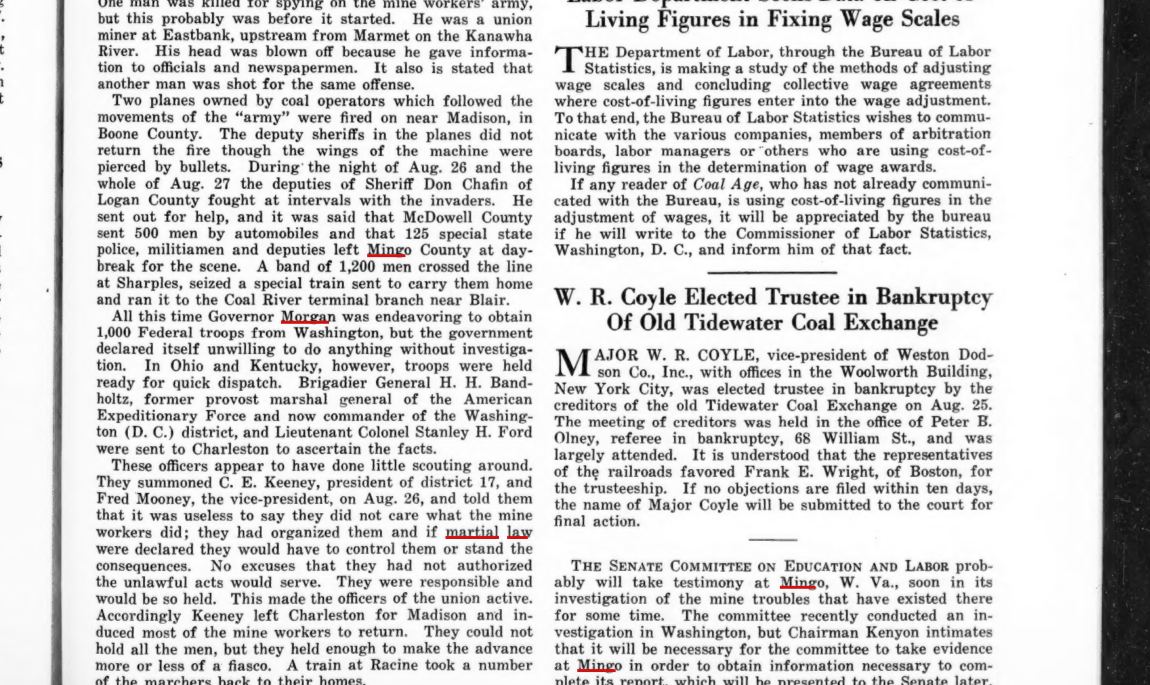 One man was killed for spying on the mine workers' army,
but this probably was before it started. He was a union
miner at Eastbank, upstream from Marmet on the Kanawha
River. His head was blown off because he gave informa-
tion to officials and newspapermen. It also is stated that
another man was shot for the same offense.
Two planes owned by coal operators which followed the
movements of the “army” were fired on near Madison, in
Boone County. The deputy sheriffs in the planes did not
return the fire though the wings of the machine were
pierced by bullets. During the night of Aug. 26 and the
whole of Aug. 27 the deputies of Sheriff Don Chafin of
Logan County fought at intervals with the invaders. He
sent out for help, and it was said that McDowell County
sent 500 men by automobiles and that 125 special state
police, militiamen and deputies left Mingo County at day-
break for the scene. A band of 1,200 men crossed the line
at Sharples, seized a special train sent to carry them home
and ran it to the Coal River terminal branch near Blair.
All this time Governor Morgan was endeavoring to obtain
1,000 Federal troops from Washington, but the government
declared itself unwilling to do anything without investiga-
tion. In Ohio and Kentucky, however, troops were held
ready for quick dispatch. Brigadier General H. H. Band-
holtz, former provost marshal general of the American
Expeditionary Force and now commander of the Washing-
ton (D. C.) district, and Lieutenant Colonel Stanley H. Ford
were sent to Charleston to ascertain the facts.
These officers appear to have done little scouting around.
They summoned C. E. Keeney, president of district 17, and
Fred Mooney, the vice-president, on Aug. 26, and told them
that it was useless to say they did not care what the mine
workers did; they had organized them and if martial law
were declared they would have to control them or stand the
consequences. No excuses that they had not authorized
the unlawful acts would serve. They were responsible and
would be so held. This made the officers of the union active.
Accordingly Keeney left Charleston for Madison and in-
duced most of the mine workers to return. They could not
hold all the men, but they held enough to make the advance
more or less of a fiasco. A train at Racine took a number
of the marchers back to their homes.
Labor Department Seeks Data on Cost of
Living Figures in Fixing Wage Scales
THE Department of Labor, through the Bureau of Labor
Statistics, is making a study of the methods of adjusting
wage scales and concluding collective wage agreements
where cost-of-living figures enter into the wage adjustment.
To that end, the Bureau of Labor Statistics wishes to commu-
nicate with the various companies, members of arbitration
boards, labor managers or others who are using cost-of-
living figures in the determination of wage awards.
If any reader of Coal Age, who has not already communi-
cated with the Bureau, is using cost-of-living figures in the
adjustment of wages, it will be appreciated by the bureau
if he will write to the Commissioner of Labor Statistics,
Washington, D. C., and inform him of that fact.
W. R. Coyle Elected Trustee in Bankruptcy
Of Old Tidewater Coal Exchange
MAJOR W. R. COYLE, vice-president of Weston Dod-
son Co., Inc., with offices in the Woolworth Building,
New York City, was elected trustee in bankruptcy by the
creditors of the old Tidewater Coal Exchange on Aug. 25.
The meeting of creditors was held in the office of Peter B.
Olney, referee in bankruptcy, 68 William St., and was
largely attended. It is understood that the representatives
of the railroads favored Frank E. Wright, of Boston, for
the trusteeship. If no objections are filed within ten days,
the name of Major Coyle will be submitted to the court for
final action.
THE SENATE COMMITTEE ON EDUCATION AND LABOR prob-
ably will take testimony at Mingo, W. Va., soon in its
investigation of the mine troubles that have existed there
for some time. The committee recently conducted an in-
vestigation in Washington, but Chairman Kenyon intimates
that it will be necessary for the committee to take evidence
at Mingo in order to obtain information necessary to com-
plete its report, which will be presented to the Senate later.